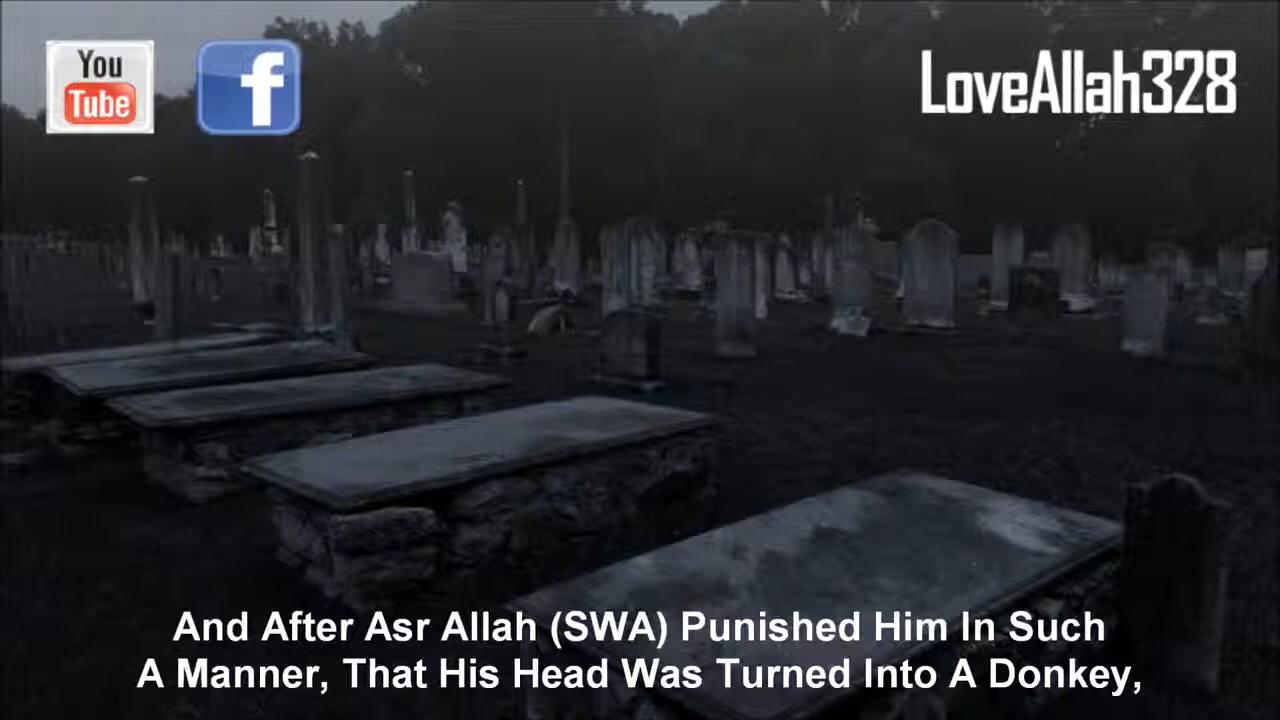 You
Tube
f
LoveAllah328
And After Asr Allah (SWA) Punished Him In Such
A Manner, That His Head Was Turned Into A Donkey,